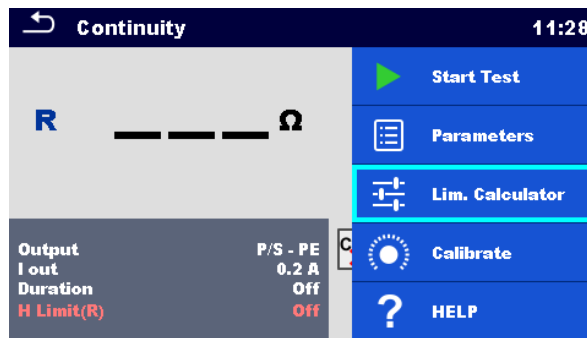 Continuity 11:28
Start Test
R ___ Ω
Parameters
Lim. Calculator
Output P/S - PE
C
Calibrate
I out 0.2 A
Duration Off
H Limit(R) Off
? HELP